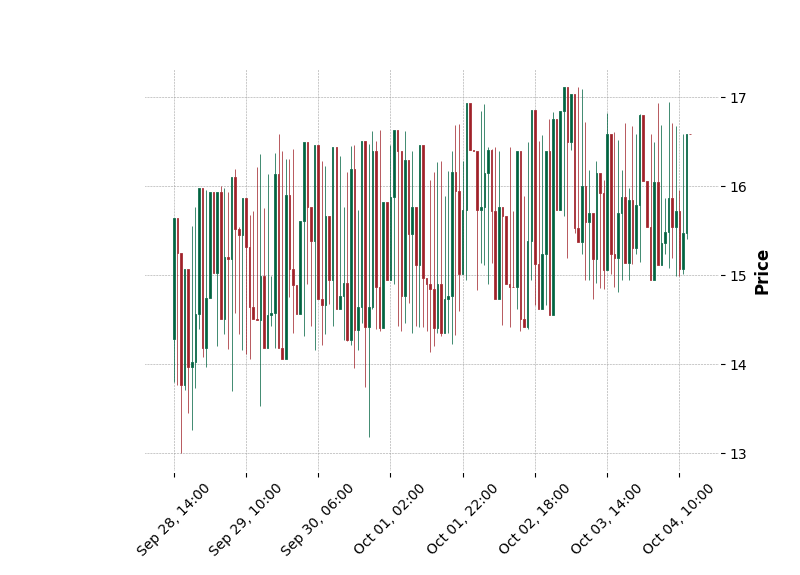 17
16
15
14
13
Price
Sep 28, 14:00
Sep 29, 10:00
Sep 30, 06:00
Oct 01, 02:00
Oct 01, 22:00
Oct 02, 18:00
Oct 03, 14:00
Oct 04, 10:00